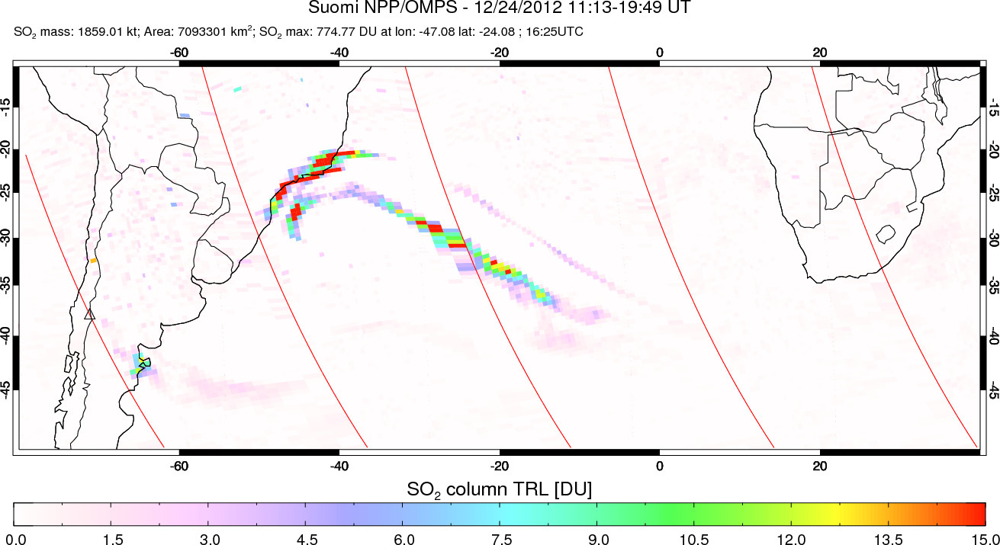 Suomi NPP/OMPS - 12/24/2012 11:13-19:49 UT
SO2 mass: 1859.01 kt; Area: 7093301 km²; SO2 max: 774.77 DU at lon: -47.08 lat: -24.08 ; 16:25UTC
-60 -40 -20 0 20
-15 -15
-20 -20
-25 -25
-30 -30
-35 -35
-40 -40
-45 -45
-60 -40 -20 0 20
SO2 column TRL [DU]
0.0 1.5 3.0 4.5 6.0 7.5 9.0 10.5 12.0 13.5 15.0